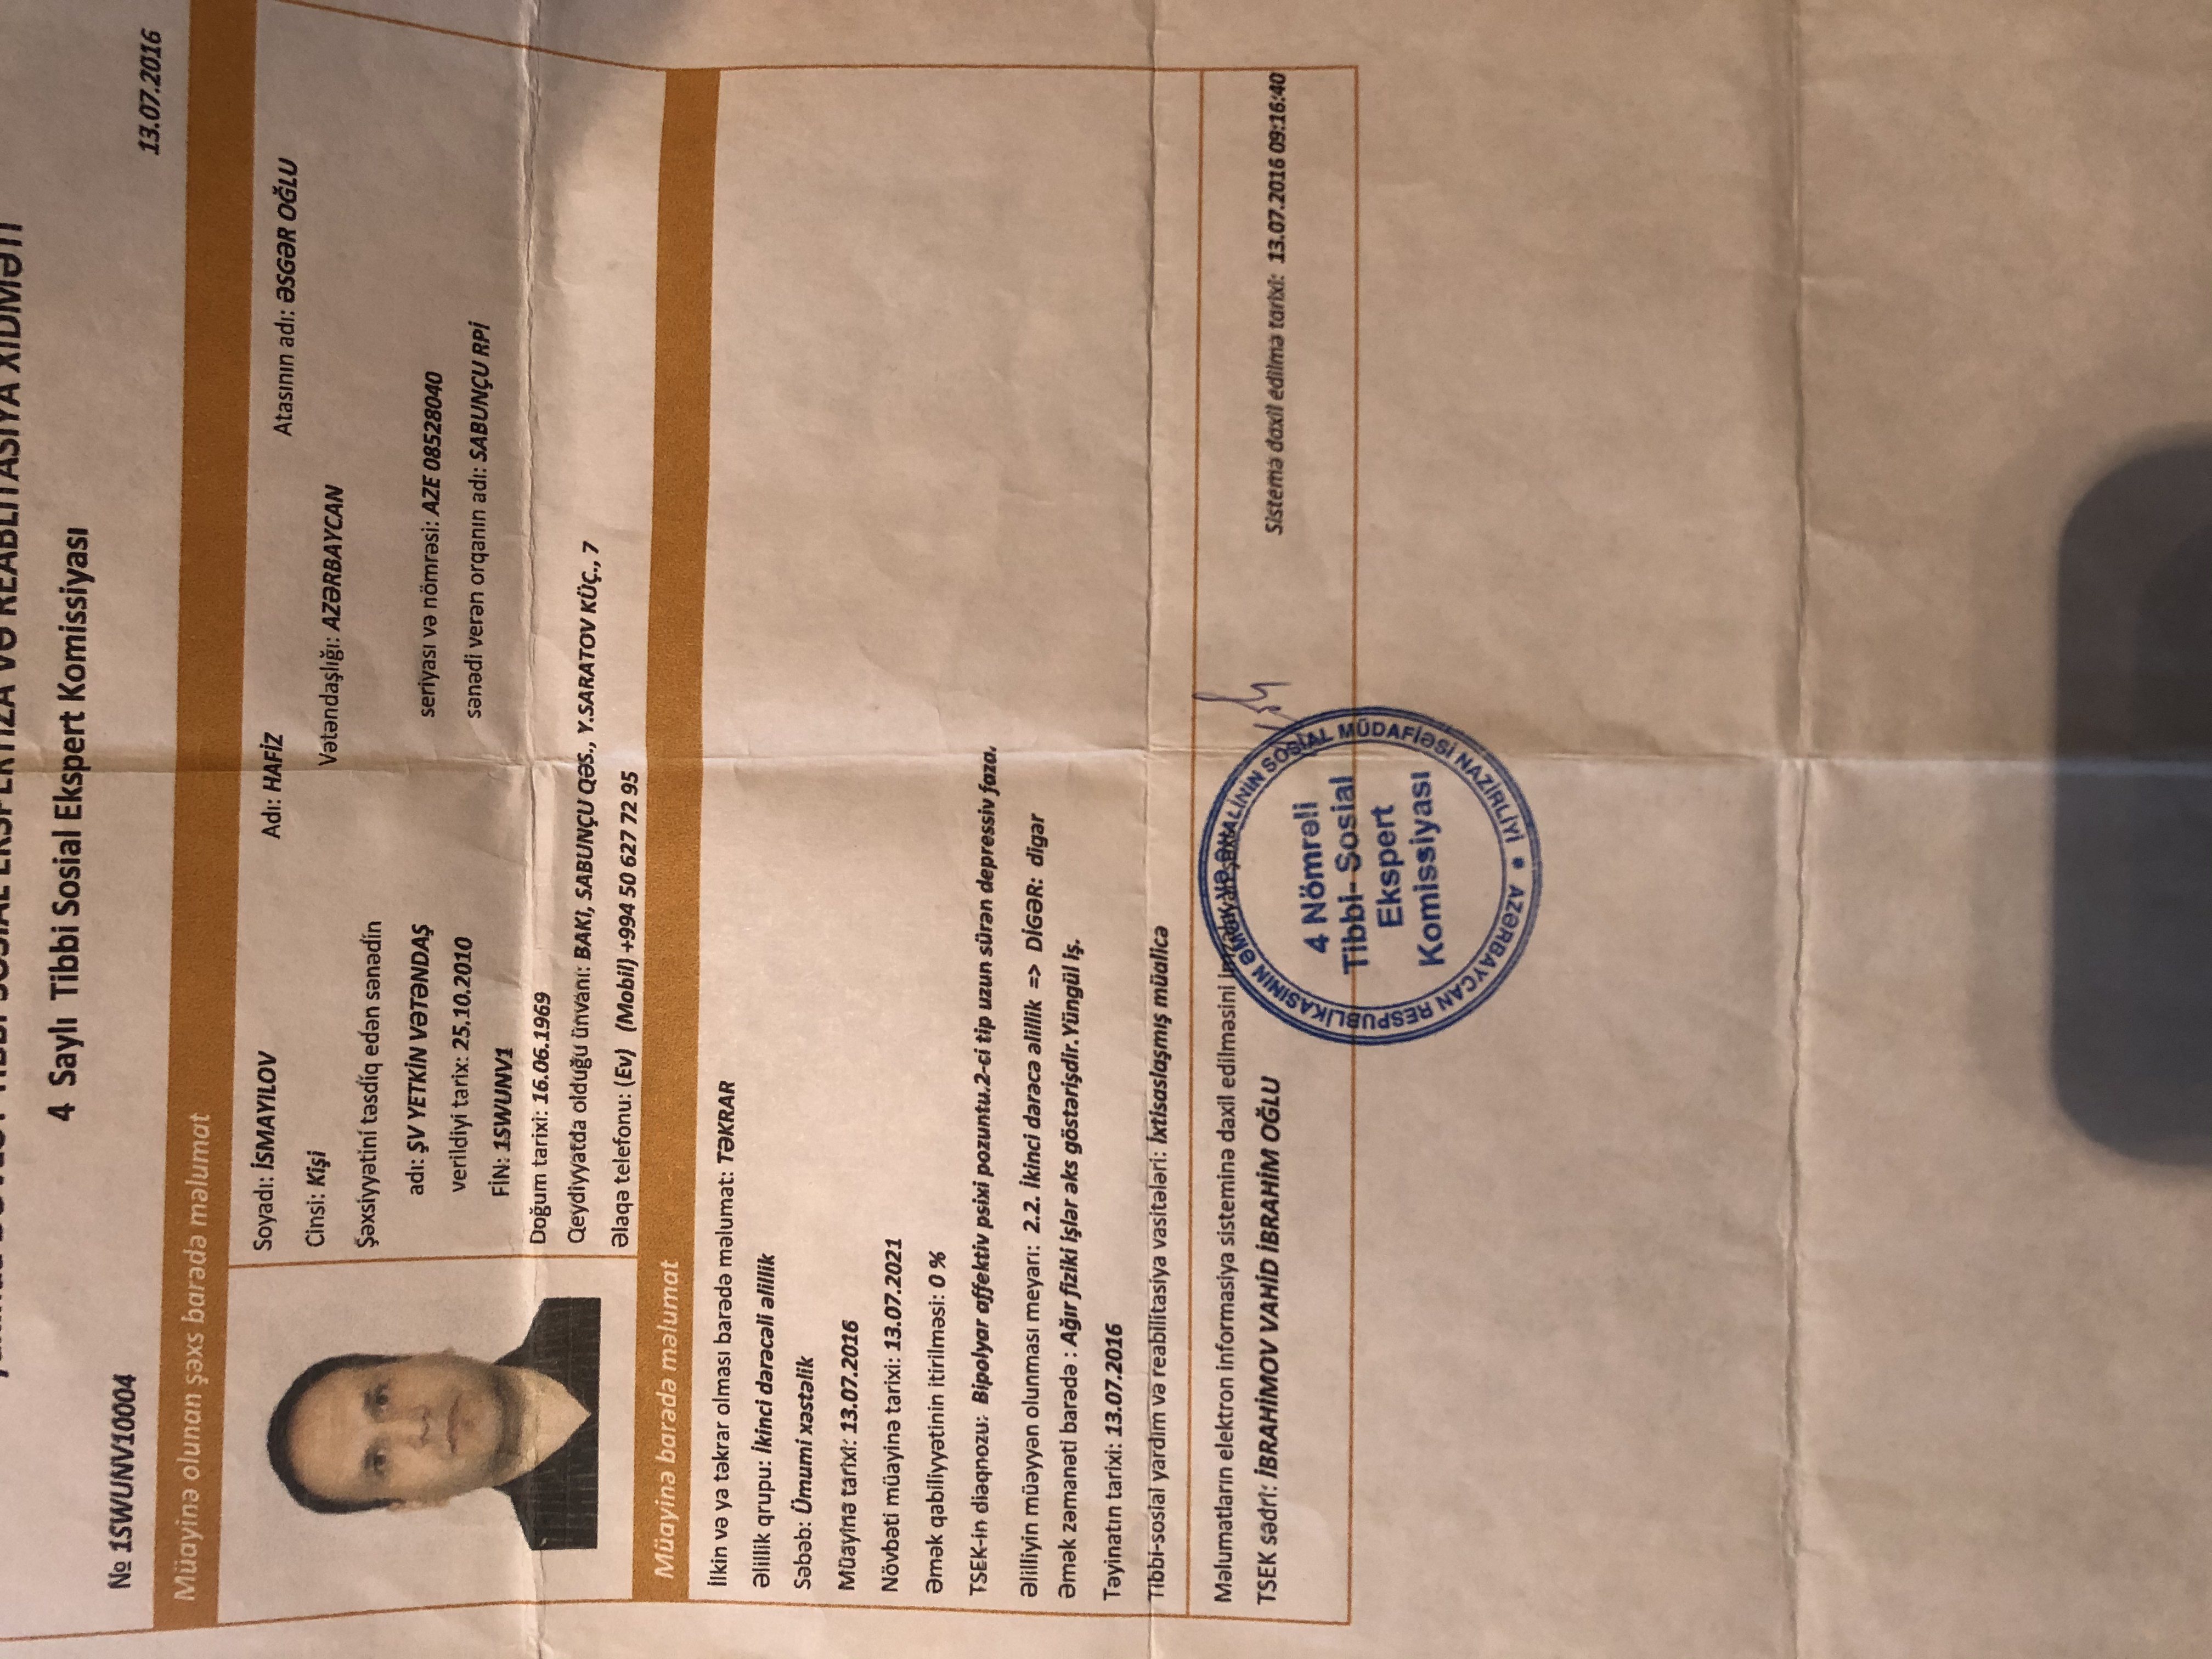 DÖVLƏT TİBBİ SOSİAL EKSPERTİZA VƏ REABLİTASİYA XİDMƏTİ
4 Saylı Tibbi Sosial Ekspert Komissiyası
№ 1SWUNV10004
13.07.2016
Müayinə olunan şəxs barədə məlumat
Soyadı: İSMAYILOV Adı: HAFİZ Atasının adı: ƏSGƏR OĞLU
Cinsi: Kişi Vətəndaşlığı: AZƏRBAYCAN
Şəxsiyyətini təsdiq edən sənədin
adı: ŞV YETKİN VƏTƏNDAŞ seriyası və nömrəsi: AZE 08528040
verildiyi tarix: 25.10.2010 sənədi verən orqanın adı: SABUNÇU RPİ
FİN: 1SWUNV1
Doğum tarixi: 16.06.1969
Qeydiyyatda olduğu ünvanı: BAKI, SABUNÇU QƏS., Y.SARATOV KÜÇ., 7
Əlaqə telefonu: (Ev) (Mobil) +994 50 627 72 95
Müayinə barədə məlumat
İlkin və ya təkrar olması barədə məlumat: TƏKRAR
Əlillik qrupu: İkinci dərəcəli əlillik
Səbəb: Ümumi xəstəlik
Müayinə tarixi: 13.07.2016
Növbəti müayinə tarixi: 13.07.2021
Əmək qabiliyyətinin itirilməsi: 0 %
TSEK-in diaqnozu: Bipolyar affektiv psixi pozuntu.2-ci tip uzun sürən depressiv faza.
Əlilliyin müəyyən olunması meyarı: 2.2. İkinci dərəcə əlillik => DİGƏR: digər
Əmək zəmanəti barədə : Ağır fiziki işlər əks göstərişdir.Yüngül iş.
Təyinatın tarixi: 13.07.2016
Tibbi-sosial yardım və reabilitasiya vasitələri: İxtisaslaşmış müalicə
Məlumatların elektron informasiya sisteminə daxil edilməsini imzalayan şəxs
TSEK sədri: İBRAHİMOV VAHİD İBRAHİM OĞLU Sistemə daxil edilmə tarixi: 13.07.2016 09:16:40
AZƏRBAYCAN RESPUBLİKASININ ƏMƏK VƏ ƏHALİNİN SOSİAL MÜDAFİƏSİ NAZİRLİYİ
4 Nömrəli
Tibbi- Sosial
Ekspert
Komissiyası